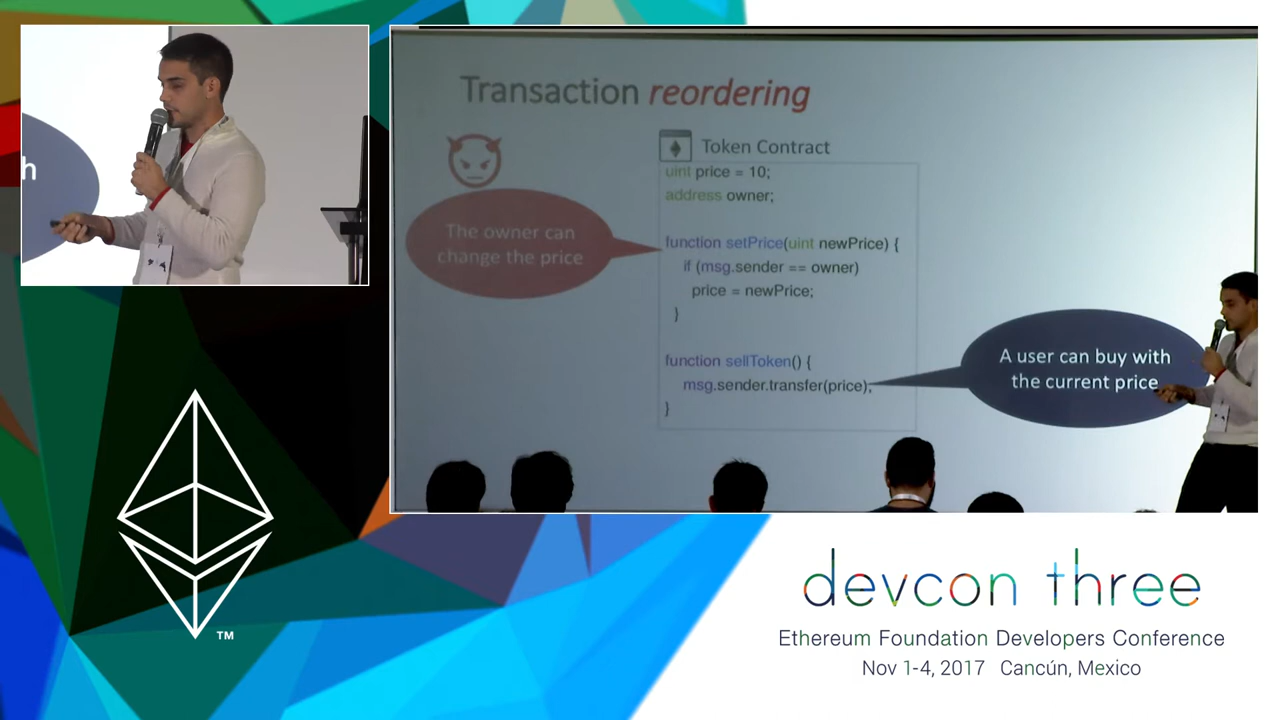 h
Transaction reordering
Token Contract
uint price = 10;
address owner;
The owner can
change the price
function setPrice(uint newPrice) {
if (msg.sender == owner)
price = newPrice;
}
function sellToken() {
msg.sender.transfer(price);
}
A user can buy with
the current price
TM
devcon three
Ethereum Foundation Developers Conference
Nov 1-4, 2017 Cancún, Mexico